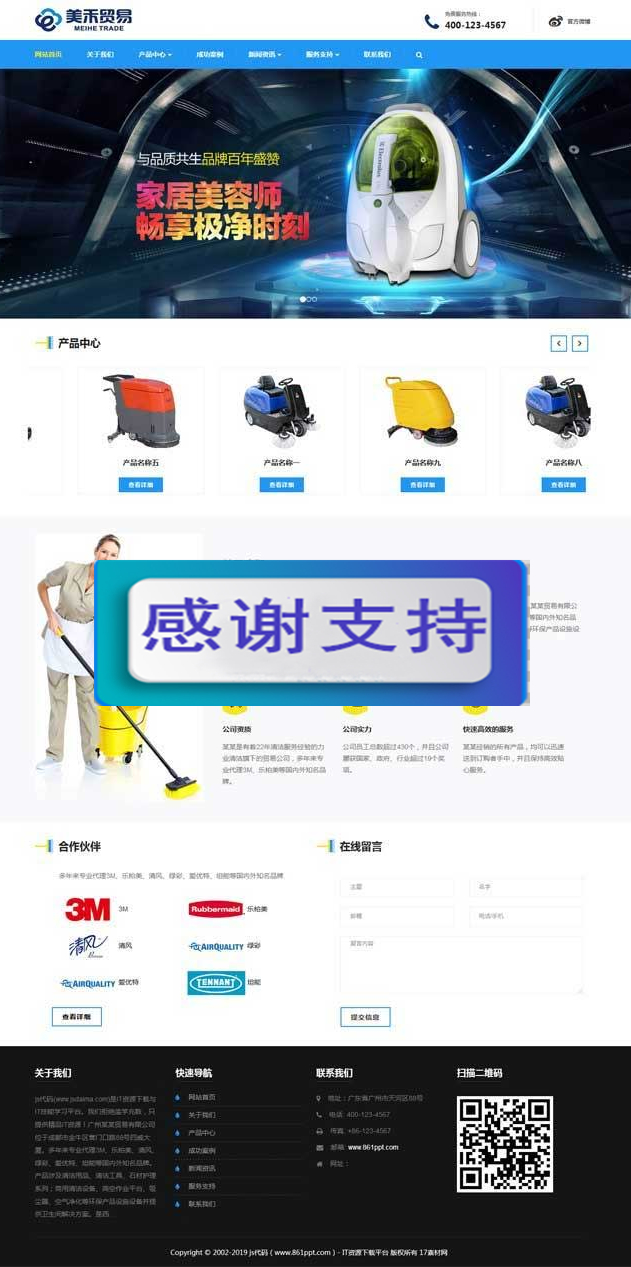 美禾贸易
MEIHE TRADE
免费服务热线：
400-123-4567
官方微博
网站首页 关于我们 产品中心 成功案例 新闻资讯 服务支持 联系我们
与品质共生品牌百年盛赞
Electrolux
家居美容师
畅享极净时刻
产品中心
产品名称五 产品名称一 产品名称九 产品名称八
查看详细 查看详细 查看详细 查看详细
感谢支持
某某贸易有限公
等国内外知名品
环保产品设施设
公司资质
某某是有着22年清洁服务经验的力
业清洁旗下的贸易公司，多年来专
业代理3M、乐柏美等国内外知名品
牌。
公司实力
公司员工总数超过430个，并且公司
屡获国家、政府、行业超过19个奖
项。
快速高效的服务
某某经销的所有产品，均可以迅速
送到订购者手中，并且保持高效贴
心服务。
合作伙伴
多年来专业代理3M、乐柏美、清风、绿彩、爱优特、坦能等国内外知名品牌
3M 3M
Rubbermaid 乐柏美
清风 清风
AIRQUALITY 绿彩
AIRQUALITY 爱优特
TENNANT 坦能
查看详细
在线留言
主题 名字
邮箱 电话/手机
留言内容
提交信息
关于我们
js代码(www.jsdaima.com)是IT资源下载与
IT技能学习平台。我们拒绝滥竽充数，只
提供精品IT资源！广州某某贸易有限公司
位于成都市金牛区营门口路88号时威大
厦。多年来专业代理3M、乐柏美、清风、
绿彩、爱优特、坦能等国内外知名品牌。
产品涉及清洁用品、清洁工具、石材护理
系列；常用清洁设备、高空作业平台、吸
尘器、空气净化等环保产品设施设备并提
供卫生间解决方案。是西...
快速导航
网站首页
关于我们
产品中心
成功案例
新闻资讯
服务支持
联系我们
联系我们
地址：广东省广州市天河区88号
电话: 400-123-4567
传真: +86-123-4567
邮箱: www.861ppt.com
网址：
扫描二维码
Copyright © 2002-2019 js代码（www.861ppt.com）- IT资源下载平台 版权所有 17素材网